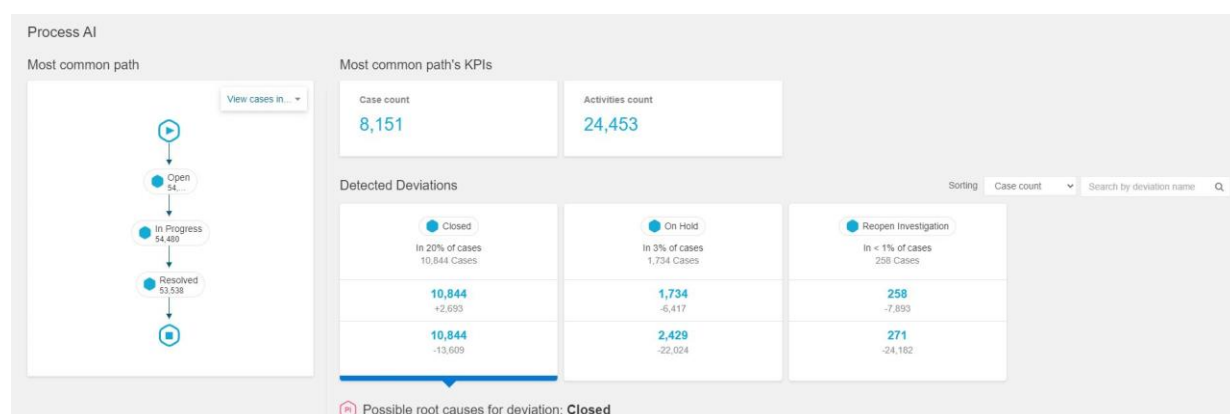 Process AI
Most common path
View cases in...
Open
54,...
In Progress
54,480
Resolved
53,538
Most common path's KPIs
Case count
8,151
Activities count
24,453
Detected Deviations
Sorting
Case count
Search by deviation name
Closed
In 20% of cases
10,844 Cases
10,844
+2,693
10,844
-13,609
On Hold
In 3% of cases
1,734 Cases
1,734
-6,417
2,429
-22,024
Reopen Investigation
In < 1% of cases
258 Cases
258
-7,893
271
-24,182
PI Possible root causes for deviation: Closed